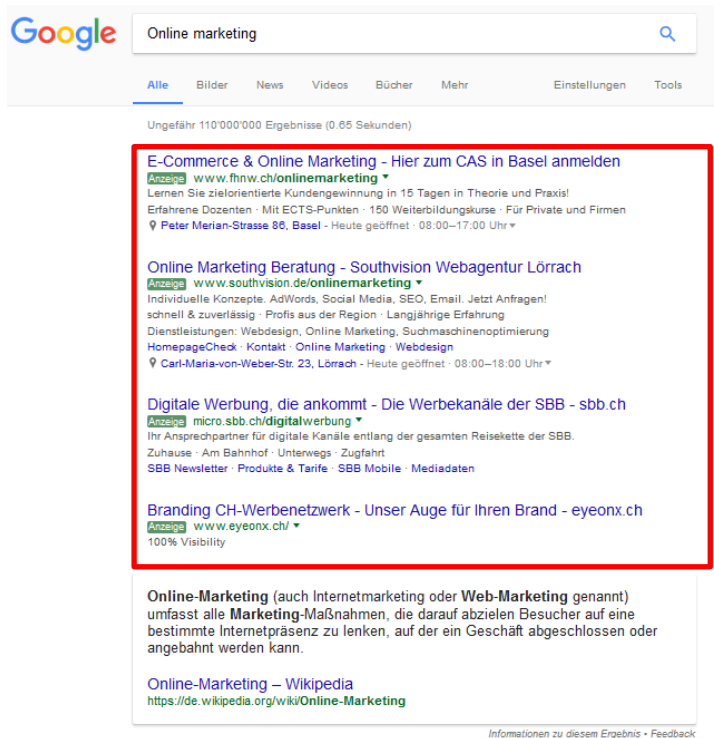 Google Online marketing
Alle Bilder News Videos Bücher Mehr Einstellungen Tools
Ungefähr 110'000'000 Ergebnisse (0.65 Sekunden)
E-Commerce & Online Marketing - Hier zum CAS in Basel anmelden
Anzeige www.fhnw.ch/onlinemarketing
Lernen Sie zielorientierte Kundengewinnung in 15 Tagen in Theorie und Praxis!
Erfahrene Dozenten · Mit ECTS-Punkten · 150 Weiterbildungskurse · Für Private und Firmen
Peter Merian-Strasse 86, Basel - Heute geöffnet · 08:00–17:00 Uhr
Online Marketing Beratung - Southvision Webagentur Lörrach
Anzeige www.southvision.de/onlinemarketing
Individuelle Konzepte. AdWords, Social Media, SEO, Email. Jetzt Anfragen!
schnell & zuverlässig · Profis aus der Region · Langjährige Erfahrung
Dienstleistungen: Webdesign, Online Marketing, Suchmaschinenoptimierung
HomepageCheck · Kontakt · Online Marketing · Webdesign
Carl-Maria-von-Weber-Str. 23, Lörrach - Heute geöffnet · 08:00–18:00 Uhr
Digitale Werbung, die ankommt - Die Werbekanäle der SBB - sbb.ch
Anzeige micro.sbb.ch/digitalwerbung
Ihr Ansprechpartner für digitale Kanäle entlang der gesamten Reisekette der SBB.
Zuhause · Am Bahnhof · Unterwegs · Zugfahrt
SBB Newsletter · Produkte & Tarife · SBB Mobile · Mediadaten
Branding CH-Werbenetzwerk - Unser Auge für Ihren Brand - eyeonx.ch
Anzeige www.eyeonx.ch/
100% Visibility
Online-Marketing (auch Internetmarketing oder Web-Marketing genannt)
umfasst alle Marketing-Maßnahmen, die darauf abzielen Besucher auf eine
bestimmte Internetpräsenz zu lenken, auf der ein Geschäft abgeschlossen oder
angebahnt werden kann.
Online-Marketing – Wikipedia
https://de.wikipedia.org/wiki/Online-Marketing
Informationen zu diesem Ergebnis • Feedback